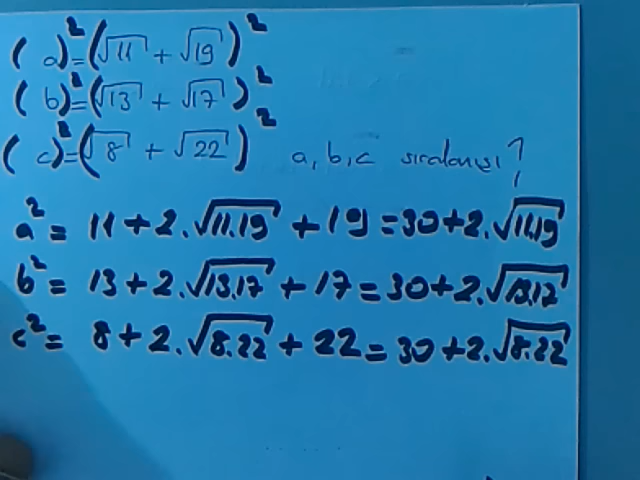 ( a)²=(√11 + √19)²
( b)²=(√13 + √17)²
( c)²=(√8 + √22)² a, b, c sıralanışı?
a² = 11 + 2.√11.19 + 19 = 30 + 2.√11.19
b² = 13 + 2.√13.17 + 17 = 30 + 2.√13.17
c² = 8 + 2.√8.22 + 22 = 30 + 2.√8.22